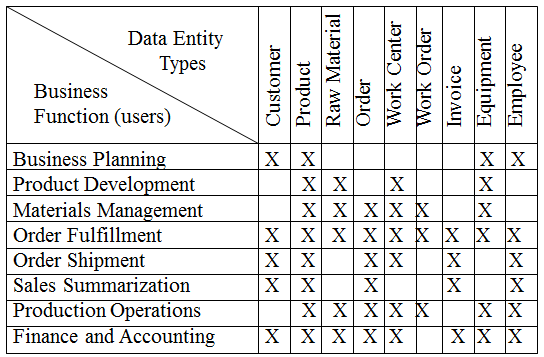 Data Entity
Types
Business
Function (users)
Customer
Product
Raw Material
Order
Work Center
Work Order
Invoice
Equipment
Employee
Business Planning X X X X
Product Development X X X X
Materials Management X X X X X X
Order Fulfillment X X X X X X X X X
Order Shipment X X X X X X
Sales Summarization X X X X X
Production Operations X X X X X X X
Finance and Accounting X X X X X X X X